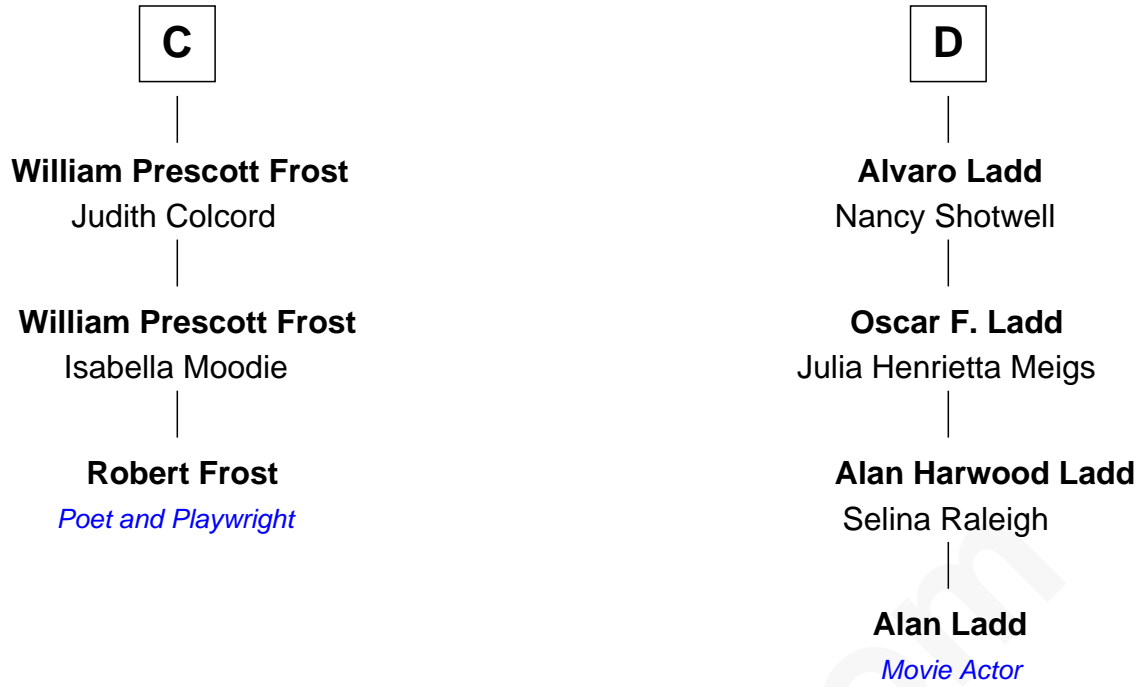 C
William Prescott Frost
Judith Colcord
William Prescott Frost
Isabella Moodie
Robert Frost
Poet and Playwright
D
Alvaro Ladd
Nancy Shotwell
Oscar F. Ladd
Julia Henrietta Meigs
Alan Harwood Ladd
Selina Raleigh
Alan Ladd
Movie Actor